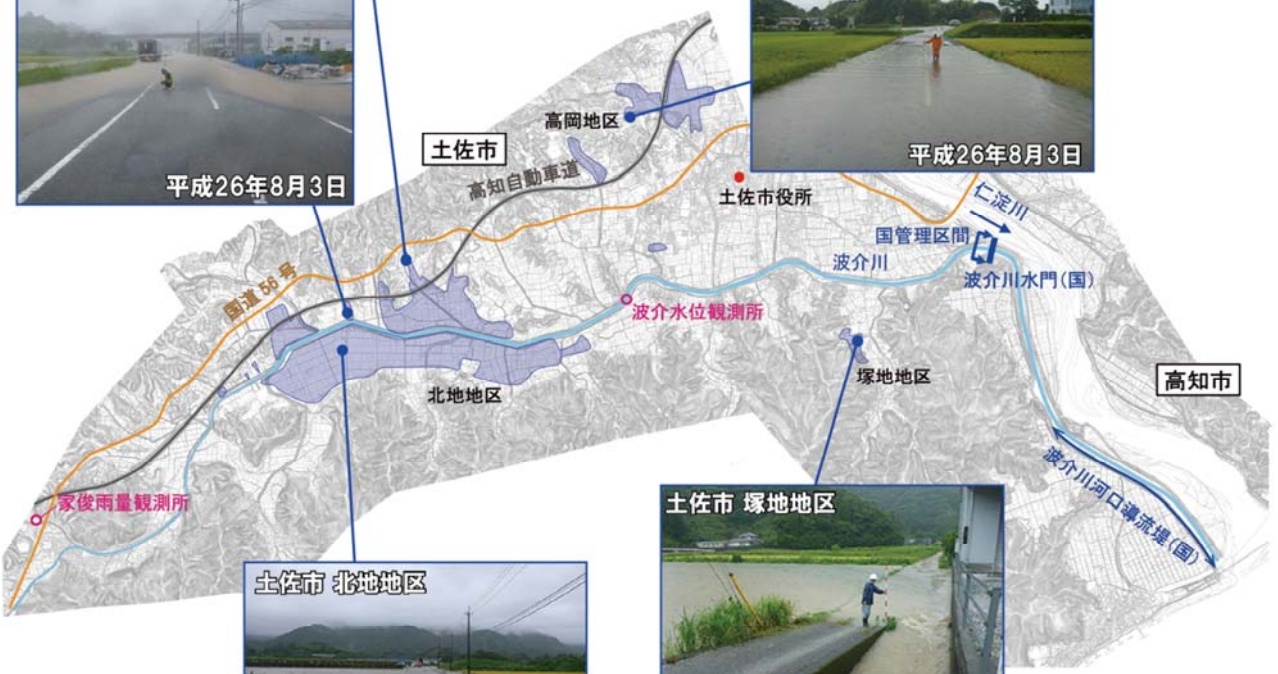 平成26年8月3日
平成26年8月3日
高岡地区
土佐市
高知自動車道
土佐市役所
仁淀川
国管理区間
波介川
波介川水門(国)
国道56号
波介水位観測所
塚地地区
北地地区
高知市
波介川河口導流堤(国)
家俊雨量観測所
土佐市 塚地地区
土佐市 北地地区